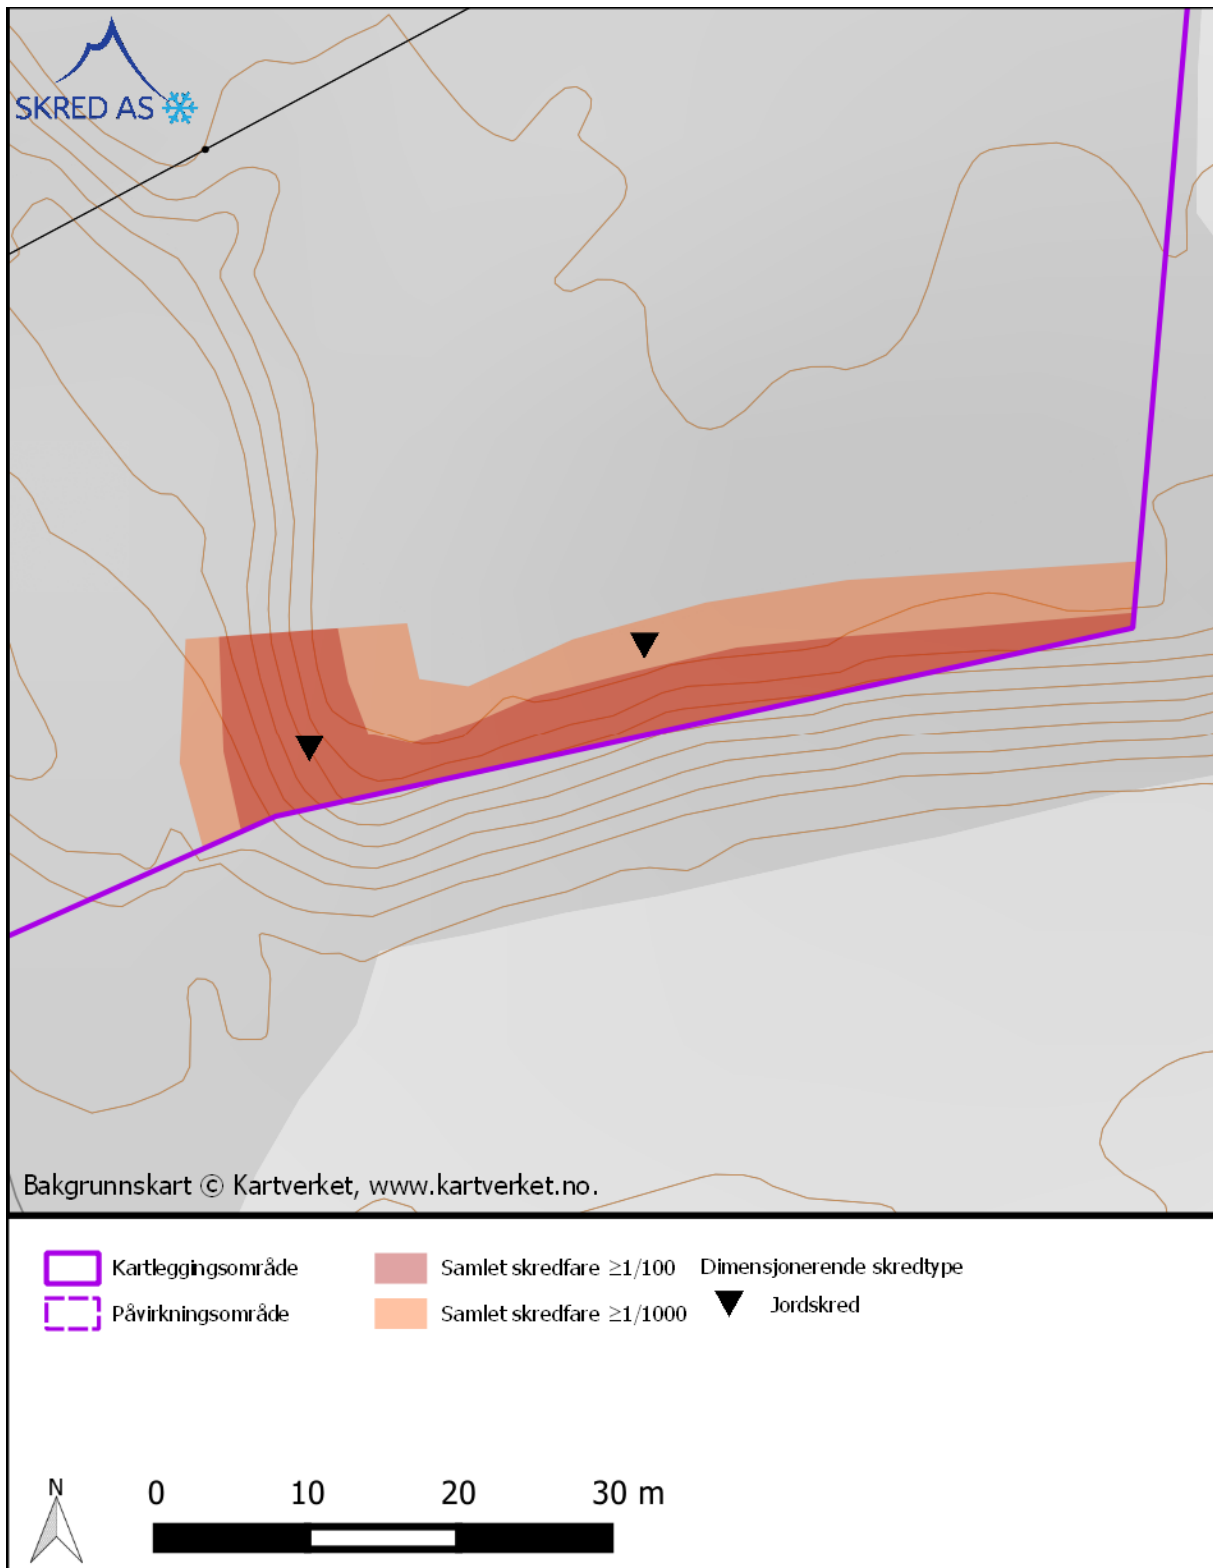 SKRED AS
Bakgrunnskart © Kartverket, www.kartverket.no.
Kartleggingsområde
Påvirkningsområde
Samlet skredfare ≥1/100
Samlet skredfare ≥1/1000
Dimensjonerende skredtype
Jordskred
N
0 10 20 30 m